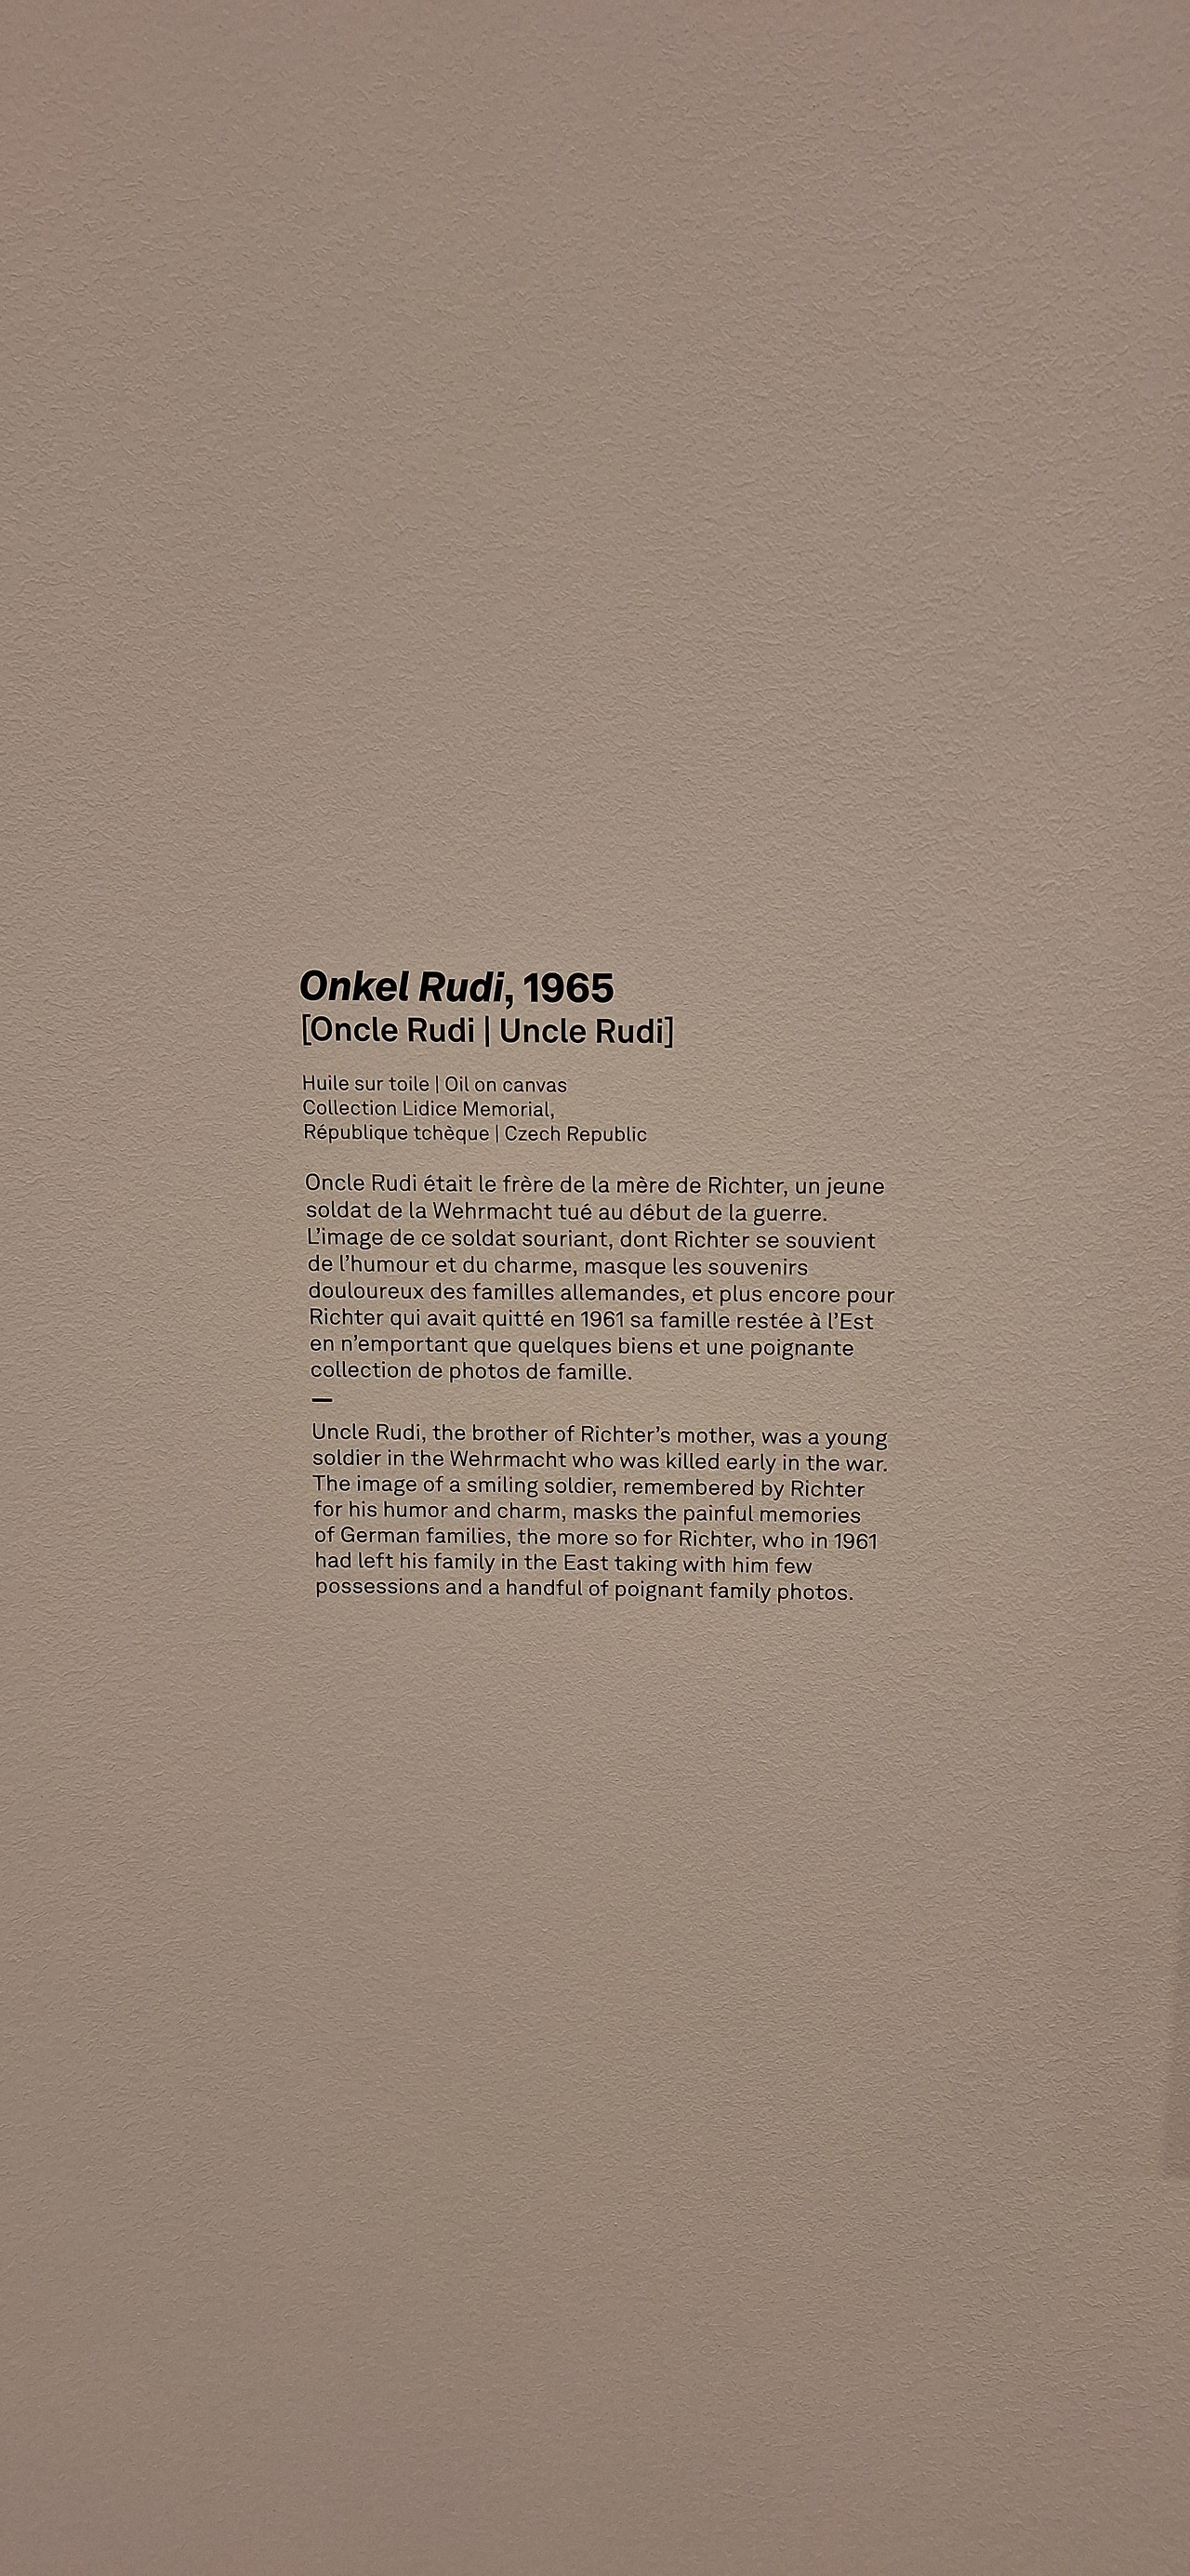 Onkel Rudi, 1965
[Oncle Rudi | Uncle Rudi]
Huile sur toile | Oil on canvas
Collection Lidice Memorial,
République tchèque | Czech Republic
Oncle Rudi était le frère de la mère de Richter, un jeune
soldat de la Wehrmacht tué au début de la guerre.
L’image de ce soldat souriant, dont Richter se souvient
de l’humour et du charme, masque les souvenirs
douloureux des familles allemandes, et plus encore pour
Richter qui avait quitté en 1961 sa famille restée à l’Est
en n’emportant que quelques biens et une poignante
collection de photos de famille.
—
Uncle Rudi, the brother of Richter’s mother, was a young
soldier in the Wehrmacht who was killed early in the war.
The image of a smiling soldier, remembered by Richter
for his humor and charm, masks the painful memories
of German families, the more so for Richter, who in 1961
had left his family in the East taking with him few
possessions and a handful of poignant family photos.